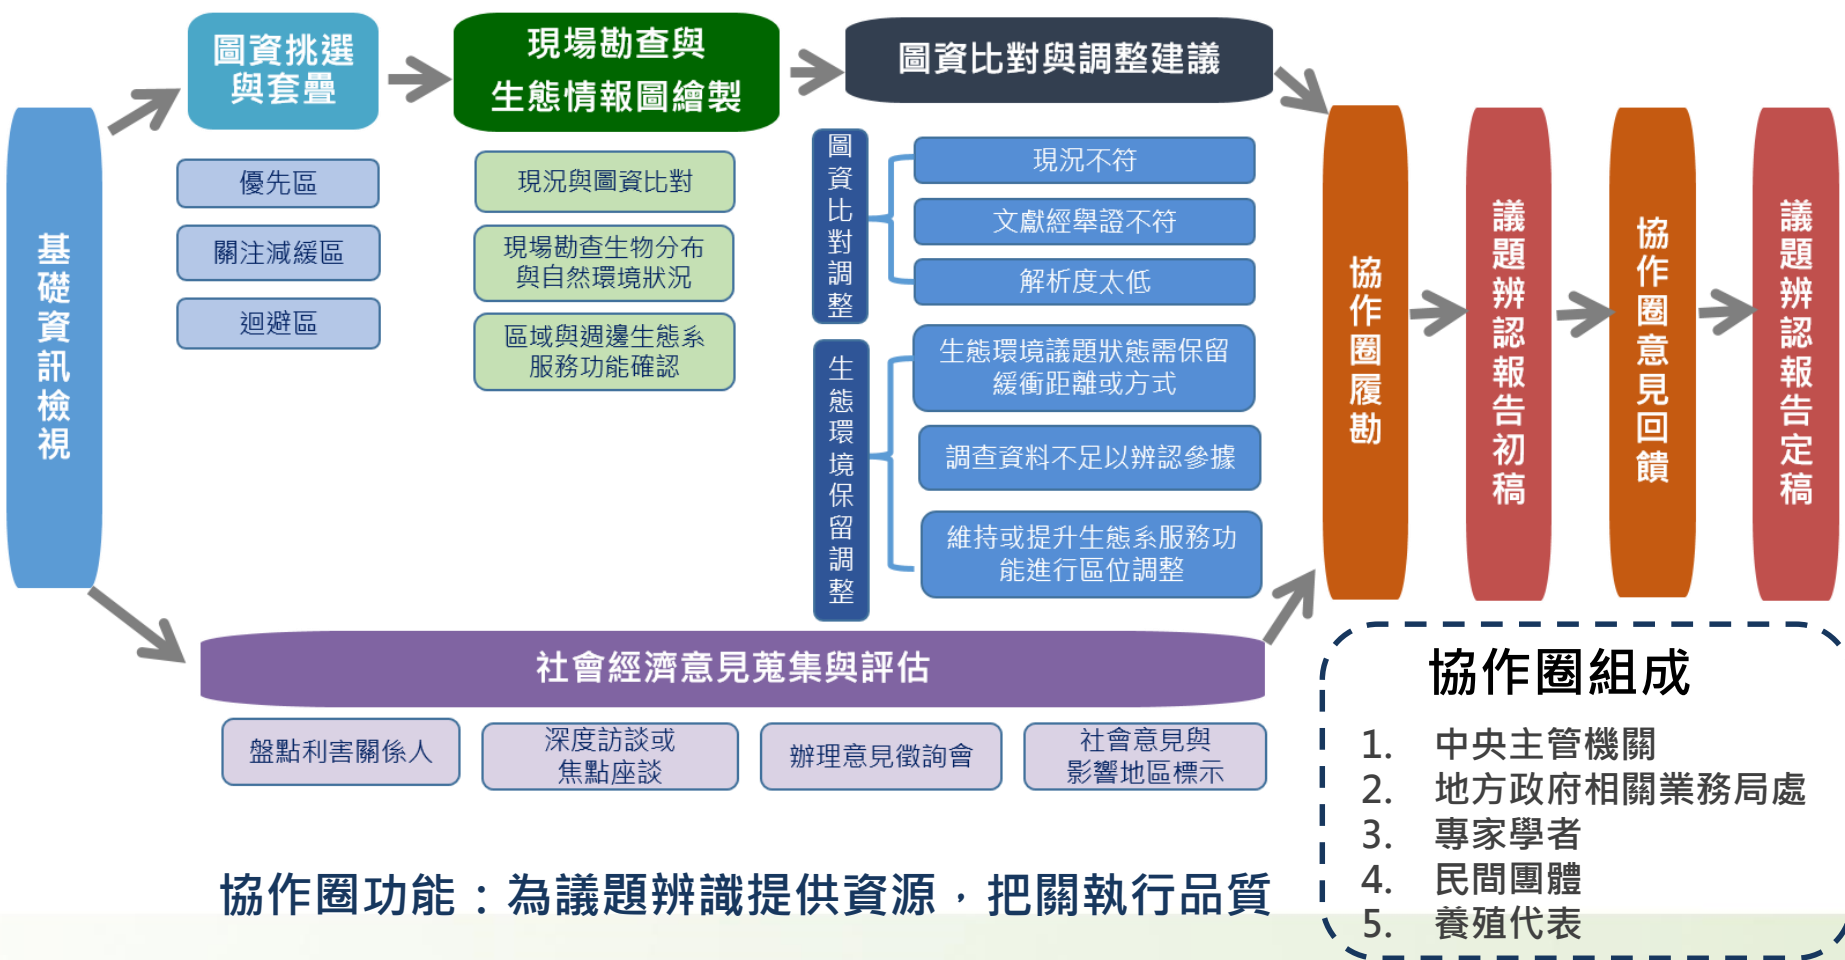 基礎資訊檢視
圖資挑選
與套疊
優先區
關注減緩區
迴避區
現場勘查與
生態情報圖繪製
現況與圖資比對
現場勘查生物分布
與自然環境狀況
區域與週邊生態系
服務功能確認
圖資比對與調整建議
圖資比對調整
現況不符
文獻經舉證不符
解析度太低
生態環境保留調整
生態環境議題狀態需保留
緩衝距離或方式
調查資料不足以辨認參據
維持或提升生態系服務功
能進行區位調整
社會經濟意見蒐集與評估
盤點利害關係人
深度訪談或
焦點座談
辦理意見徵詢會
社會意見與
影響地區標示
協作圈履勘
議題辨認報告初稿
協作圈意見回饋
議題辨認報告定稿
協作圈組成
1. 中央主管機關
2. 地方政府相關業務局處
3. 專家學者
4. 民間團體
5. 養殖代表
協作圈功能：為議題辨識提供資源，把關執行品質